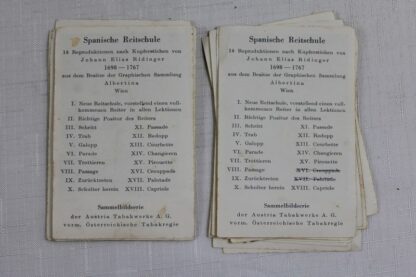 Spanische Reitschule
18 Reproduktionen nach Kupferstichen von
Johann Elias Ridinger
1698 — 1767
aus dem Besitze der Graphischen Sammlung
Albertina
Wien
I. Neue Reitschule, vorstellend einen voll-
kommenen Reiter in allen Lektionen
II. Richtige Positur des Reiters
III. Schritt XI. Passade
IV. Trab XII. Redopp
V. Galopp XIII. Courbette
VI. Parade XIV. Changieren
VII. Trottieren XV. Pirouette
VIII. Passage XVI. Crouppade
IX. Zurücktreten XVII. Pallotade
X. Schulter herein XVIII. Capriole
Sammelbildserie
der Austria Tabakwerke A. G.
vorm. Österreichische Tabakregie
Spanische Reitschule
18 Reproduktionen nach Kupferstichen von
Johann Elias Ridinger
1698 — 1767
aus dem Besitze der Graphischen Sammlung
Albertina
Wien
I. Neue Reitschule, vorstellend einen voll-
kommenen Reiter in allen Lektionen
II. Richtige Positur des Reiters
III. Schritt XI. Passade
IV. Trab XII. Redopp
V. Galopp XIII. Courbette
VI. Parade XIV. Changieren
VII. Trottieren XV. Pirouette
VIII. Passage XVI. Crouppade
IX. Zurücktreten XVII.
X. Schulter herein XVIII. Capriole
Sammelbildserie
der Austria Tabakwerke A. G.
vorm. Österreichische Tabakregie